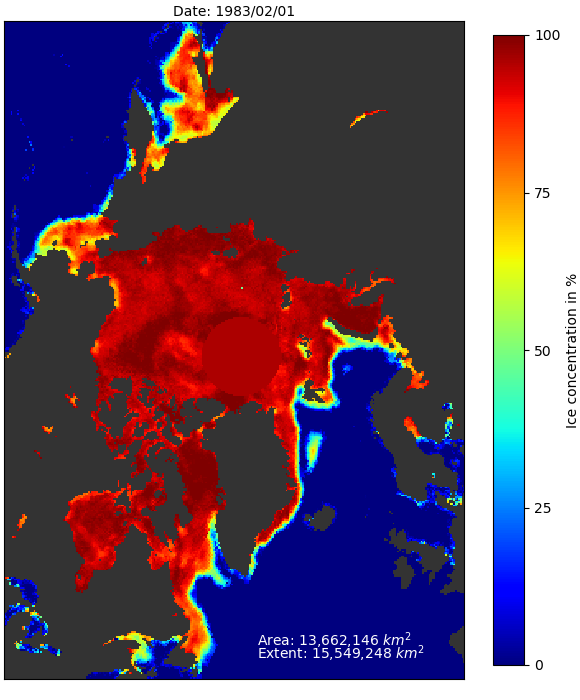 Date: 1983/02/01
100
75
50
25
0
Ice concentration in %
Area: 13,662,146 km²
Extent: 15,549,248 km²